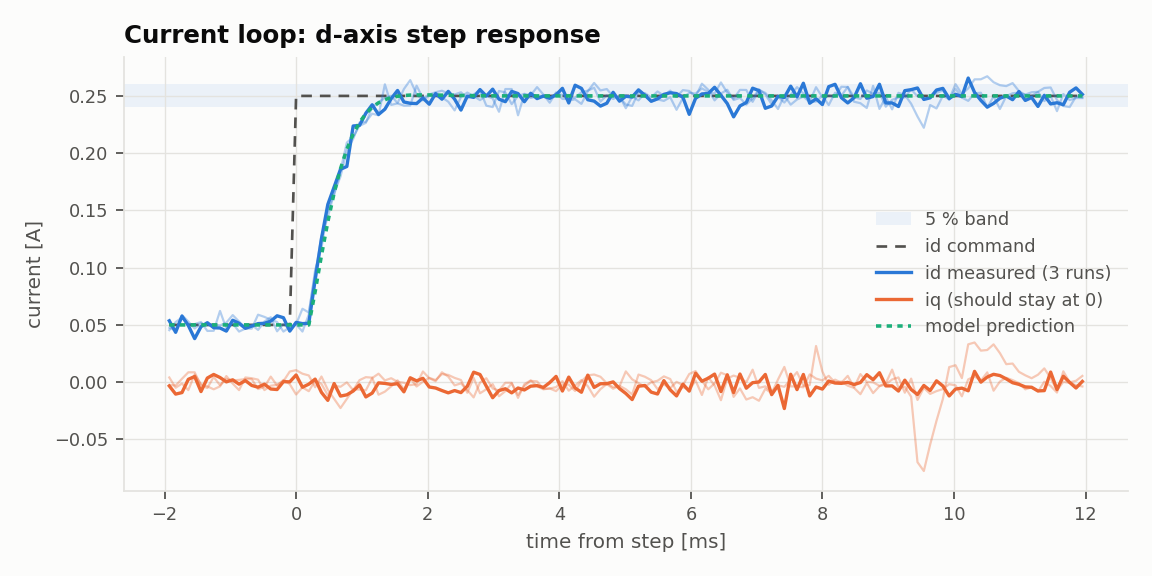 Current loop: d-axis step response
current [A]
0.25
0.20
0.15
0.10
0.05
0.00
−0.05
5 % band
id command
id measured (3 runs)
iq (should stay at 0)
model prediction
−2 0 2 4 6 8 10 12
time from step [ms]